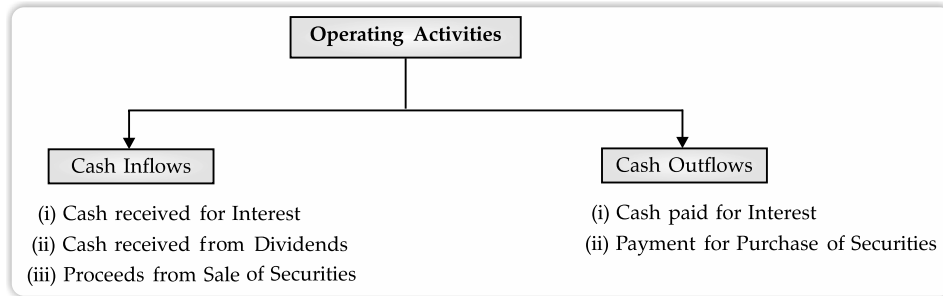 Operating Activities
Cash Inflows
(i) Cash received for Interest
(ii) Cash received from Dividends
(iii) Proceeds from Sale of Securities
Cash Outflows
(i) Cash paid for Interest
(ii) Payment for Purchase of Securities